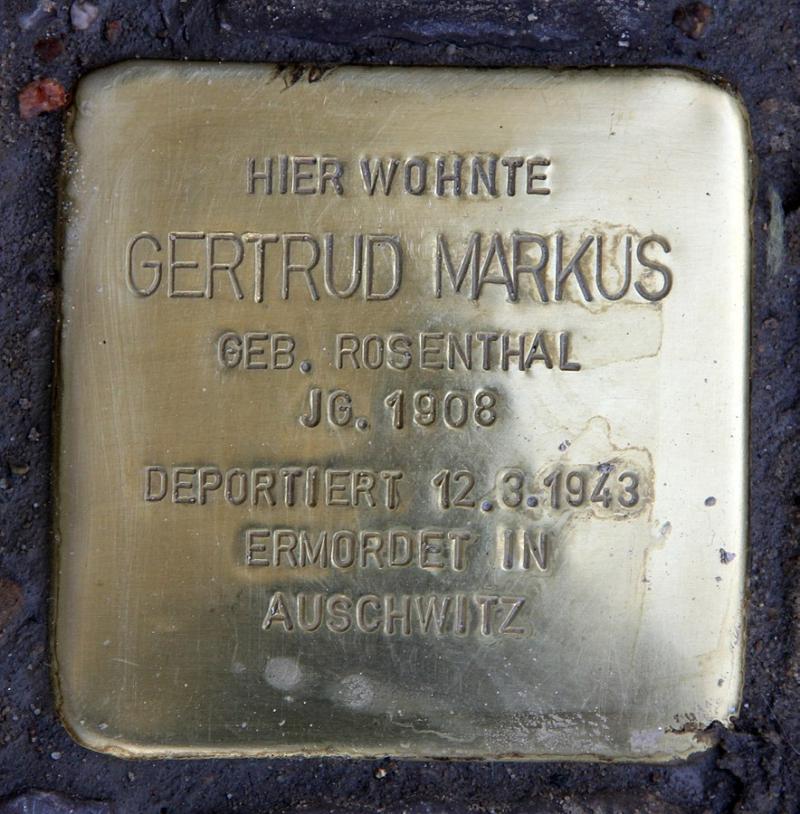 HIER WOHNTE
GERTRUD MARKUS
GEB. ROSENTHAL
JG. 1908
DEPORTIERT 12.3.1943
ERMORDET IN
AUSCHWITZ